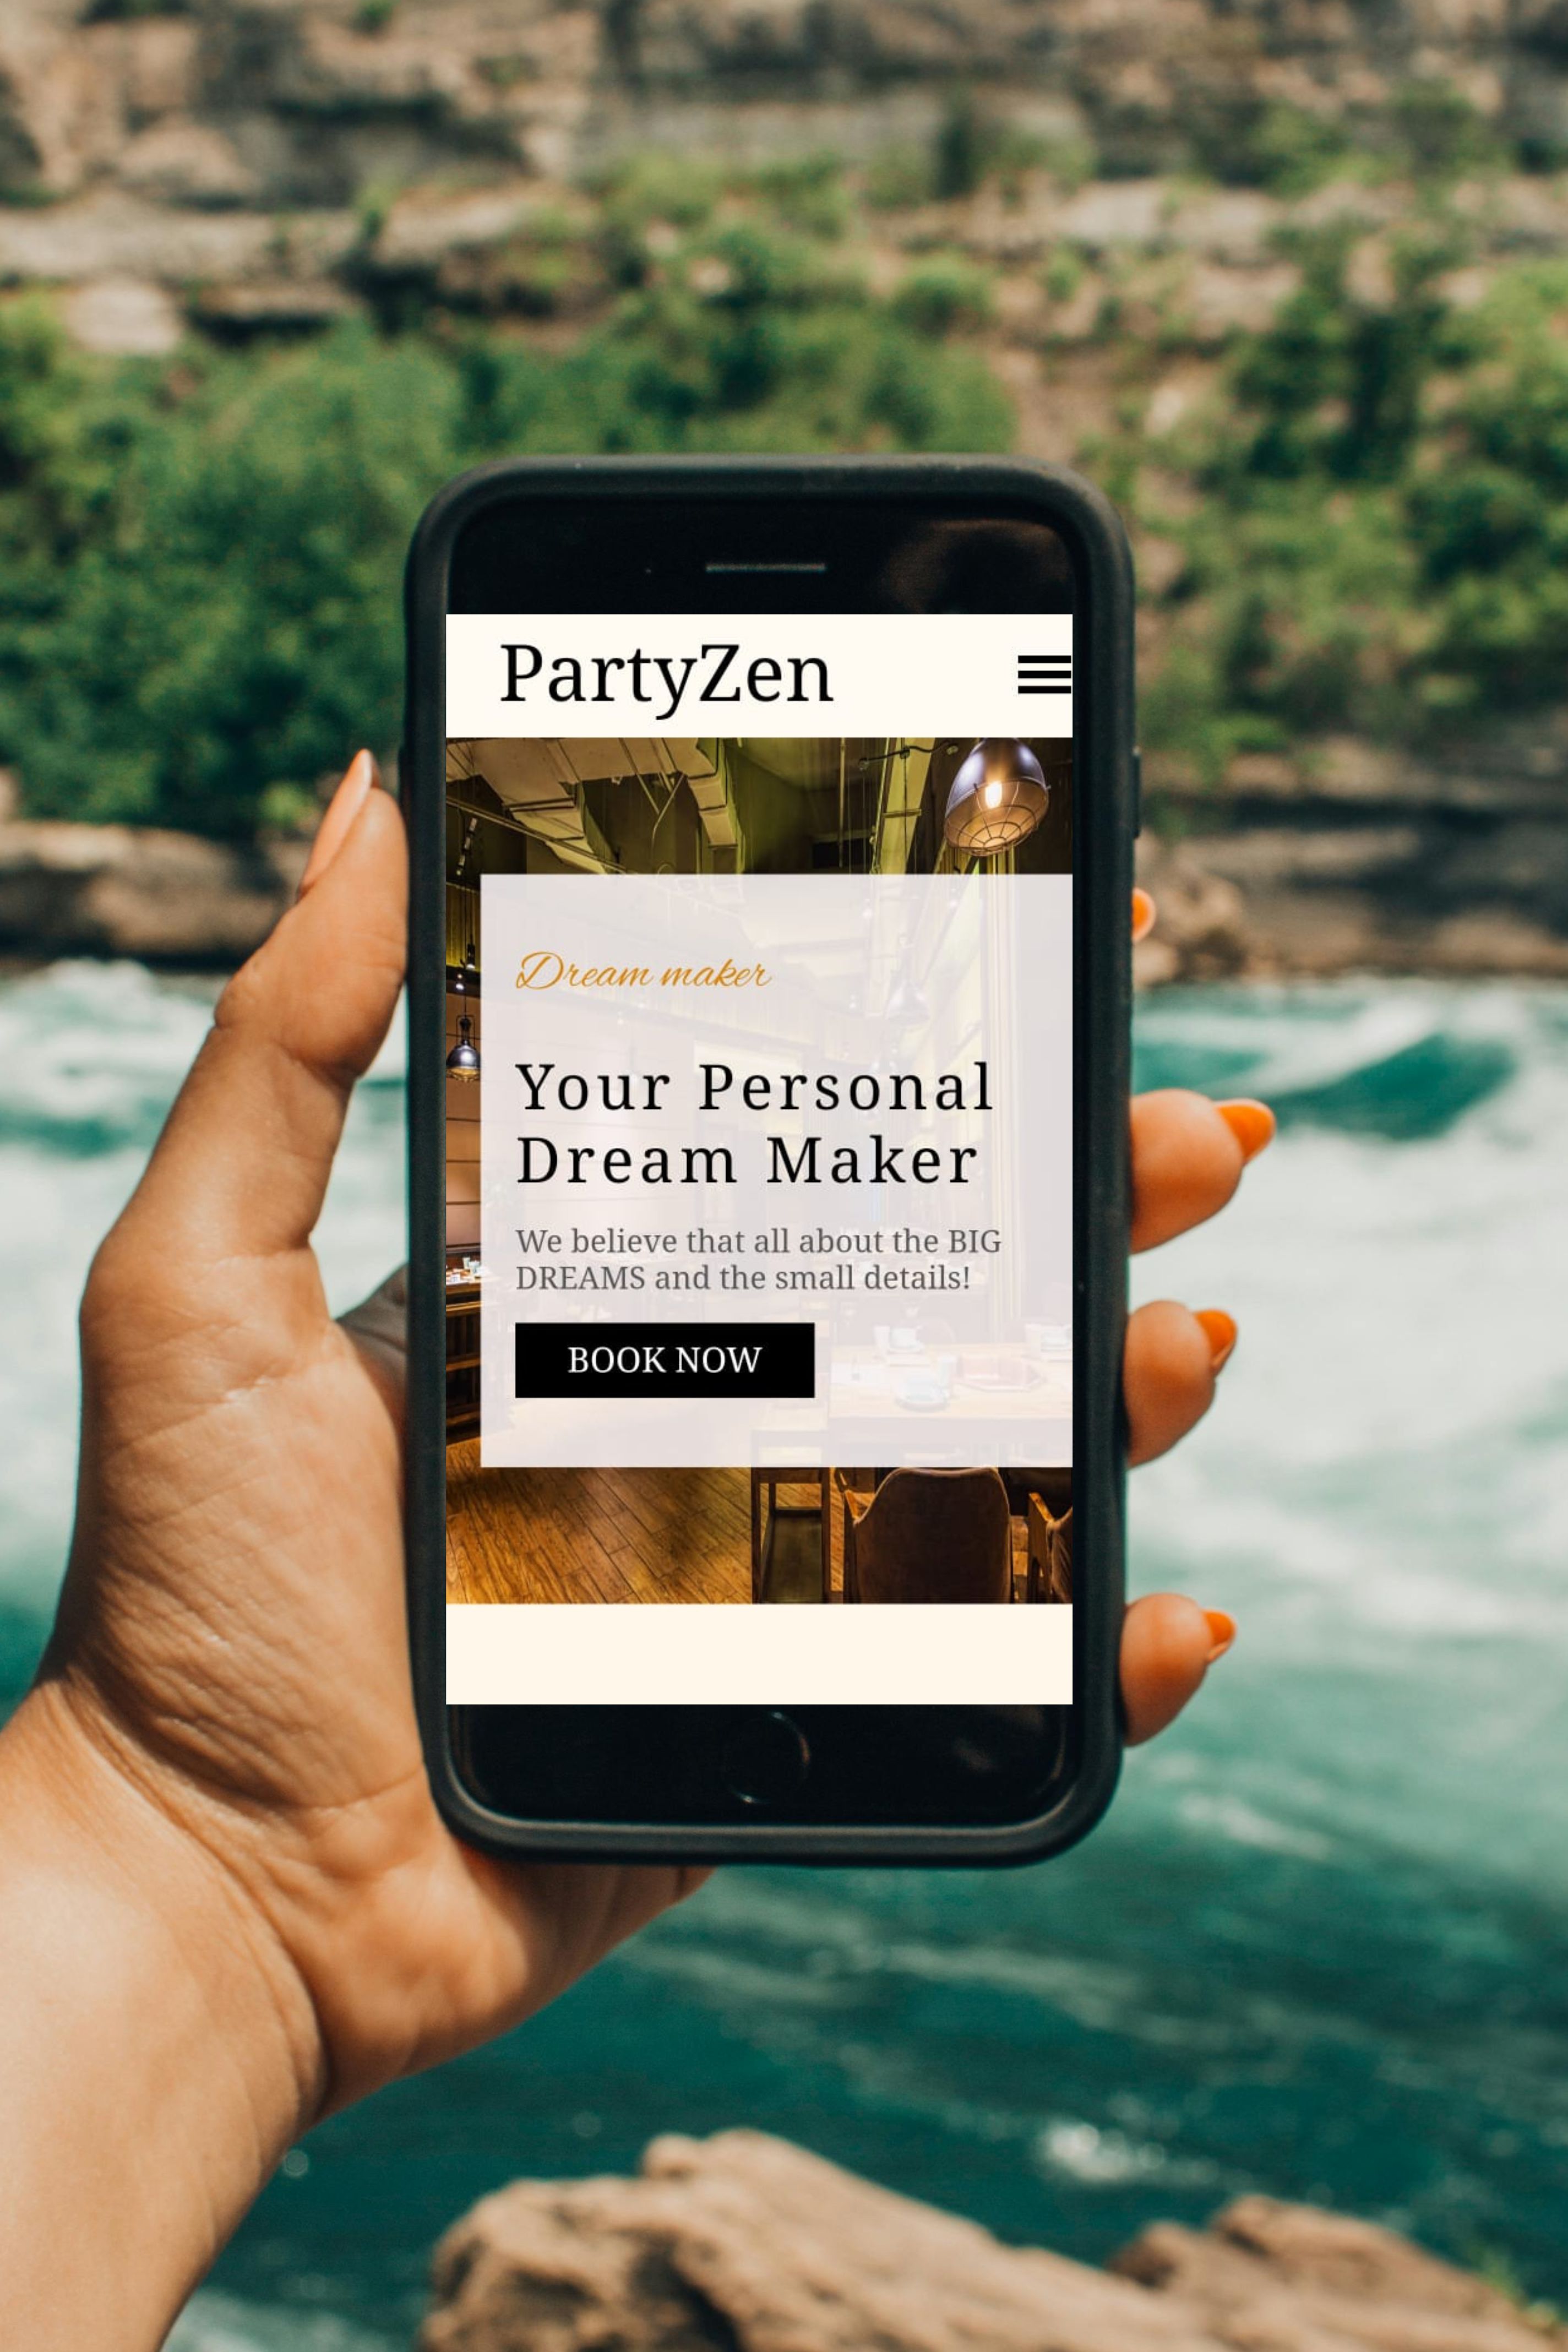 PartyZen
Dream maker
Your Personal
Dream Maker
We believe that all about the BIG
DREAMS and the small details!
BOOK NOW